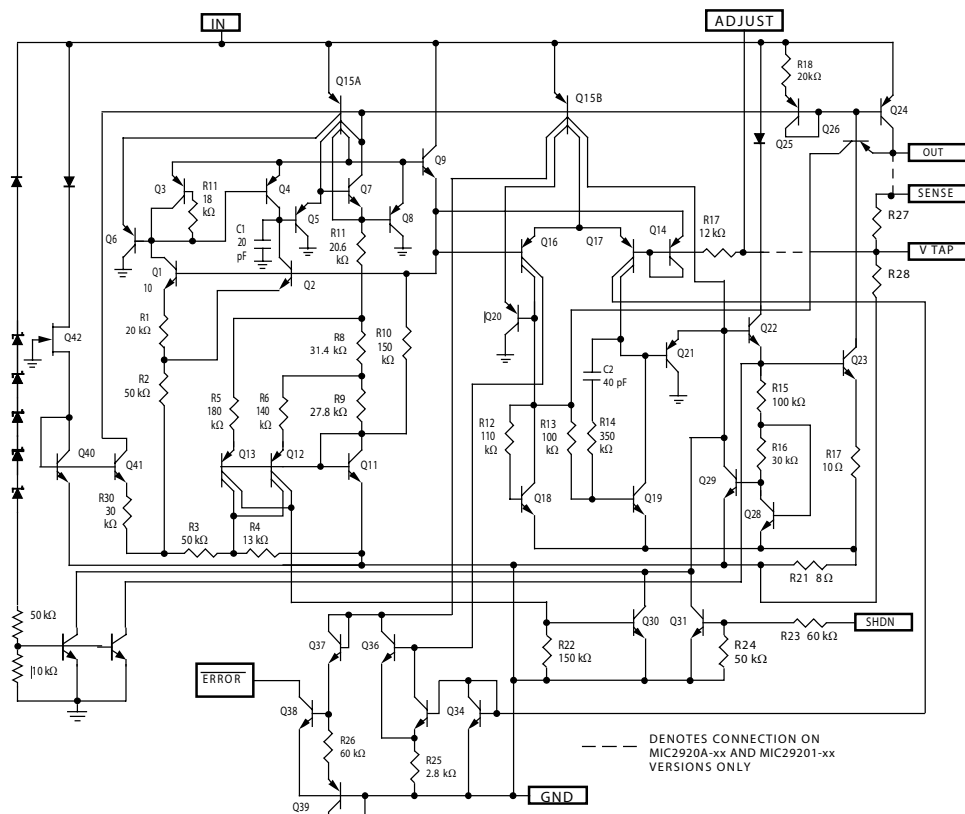 IN
ADJUST
Q15A
Q15B
R18
20kΩ
Q24
Q26
Q25
OUT
SENSE
V TAP
Q3
R11
18
kΩ
Q4
Q9
Q7
Q5
Q8
Q6
C1
20
pF
R11
20.6
kΩ
Q1
10
Q2
Q16
Q17
Q14
R17
12 kΩ
R27
R28
R1
20 kΩ
R8
31.4 kΩ
R10
150
kΩ
Q42
Q20
Q22
Q21
Q23
C2
40 pF
R2
50 kΩ
R5
180
kΩ
R6
140
kΩ
R9
27.8 kΩ
R15
100 kΩ
R12
110
kΩ
R13
100
kΩ
R14
350
kΩ
R16
30 kΩ
R17
10 Ω
Q40
Q41
Q13
Q12
Q11
Q29
Q18
Q19
Q28
R30
30
kΩ
R3
50 kΩ
R4
13 kΩ
R21 8 Ω
50 kΩ
10 kΩ
Q37
Q36
R22
150 kΩ
Q30
Q31
SHDN
R23 60 kΩ
R24
50 kΩ
ERROR
Q38
Q34
R26
60 kΩ
R25
2.8 kΩ
Q39
GND
DENOTES CONNECTION ON
MIC2920A-xx AND MIC29201-xx
VERSIONS ONLY